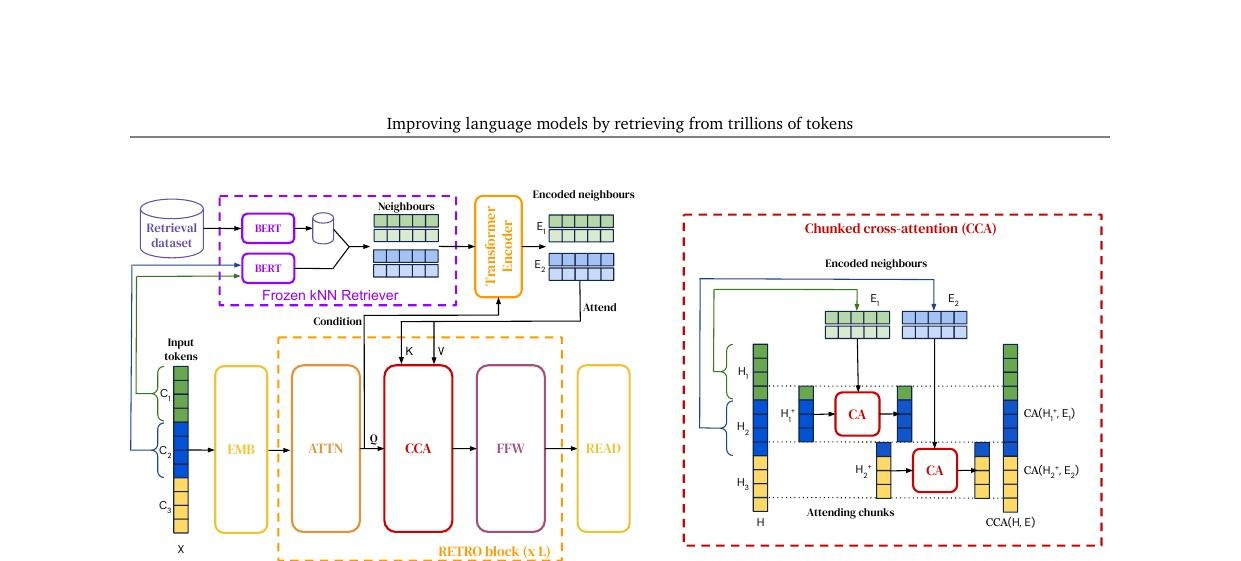 Improving language models by retrieving from trillions of tokens
Encoded neighbours
Neighbours
Retrieval
dataset
BERT
BERT
Frozen kNN Retriever
Transformer
Encoder
E1
E2
Condition
Attend
Input
tokens
K
V
C1
C2
C3
X
EMB
ATTN
Q
CCA
FFW
READ
RETRO block (x L)
Chunked cross-attention (CCA)
Encoded neighbours
E1
E2
H1
H2
H3
H
H1+
CA
H2+
CA
Attending chunks
CA(H1+, E1)
CA(H2+, E2)
CCA(H, E)